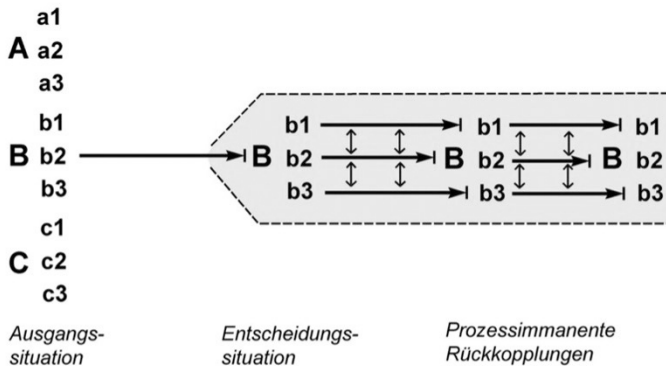 a1
A a2
a3
b1 b1 b1 b1
B b2 B b2 B b2 B b2
b3 b3 b3 b3
c1
C c2
c3
Ausgangs- Entscheidungs- Prozessimmanente
situation situation Rückkopplungen